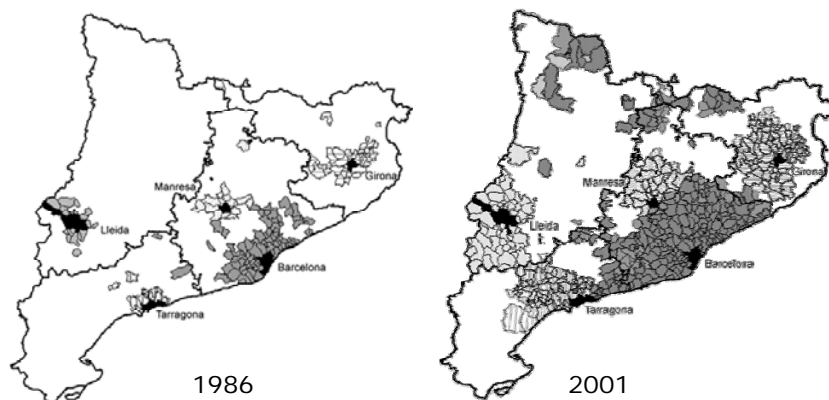 Manresa
Girona
Lleida
Barcelona
Tarragona
1986
Manresa
Girona
Lleida
Barcelona
Tarragona
2001